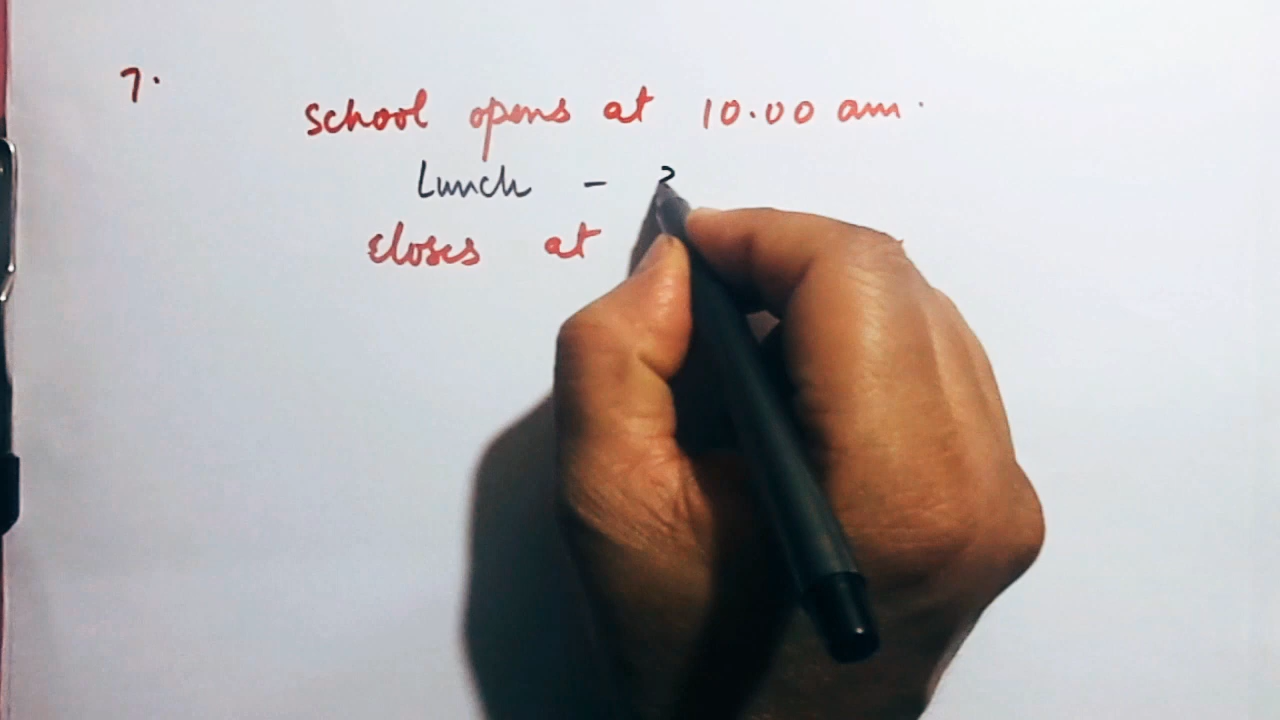 7.
School opens at 10.00 am.
Lunch -
closes at